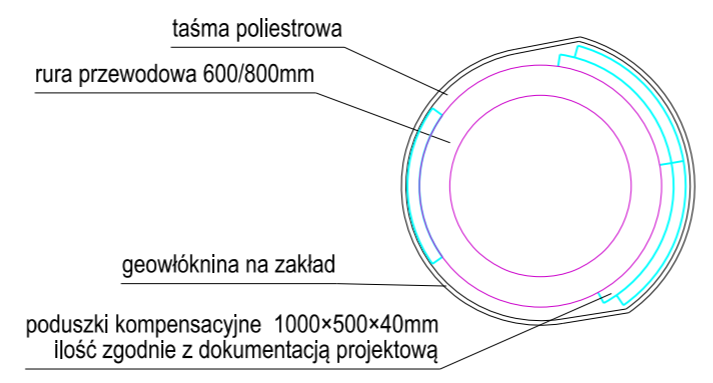 taśma poliestrowa
rura przewodowa 600/800mm
geowłóknina na zakład
poduszki kompensacyjne 1000×500×40mm
ilość zgodnie z dokumentacją projektową